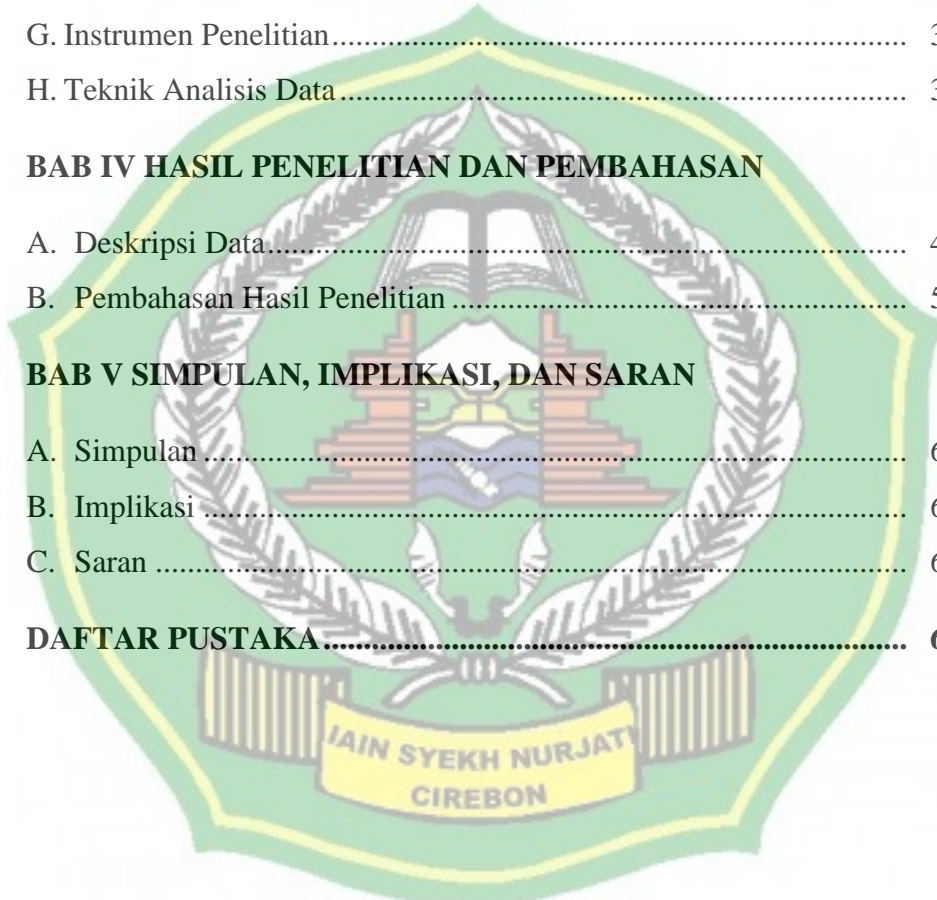 G. Instrumen Penelitian.......................................................................
H. Teknik Analisis Data......................................................................
BAB IV HASIL PENELITIAN DAN PEMBAHASAN
A. Deskripsi Data...............................................................................
B. Pembahasan Hasil Penelitian ........................................................
BAB V SIMPULAN, IMPLIKASI, DAN SARAN
A. Simpulan .......................................................................................
B. Implikasi .......................................................................................
C. Saran .............................................................................................
DAFTAR PUSTAKA........................................................................
IAIN SYEKH NURJATI
CIREBON